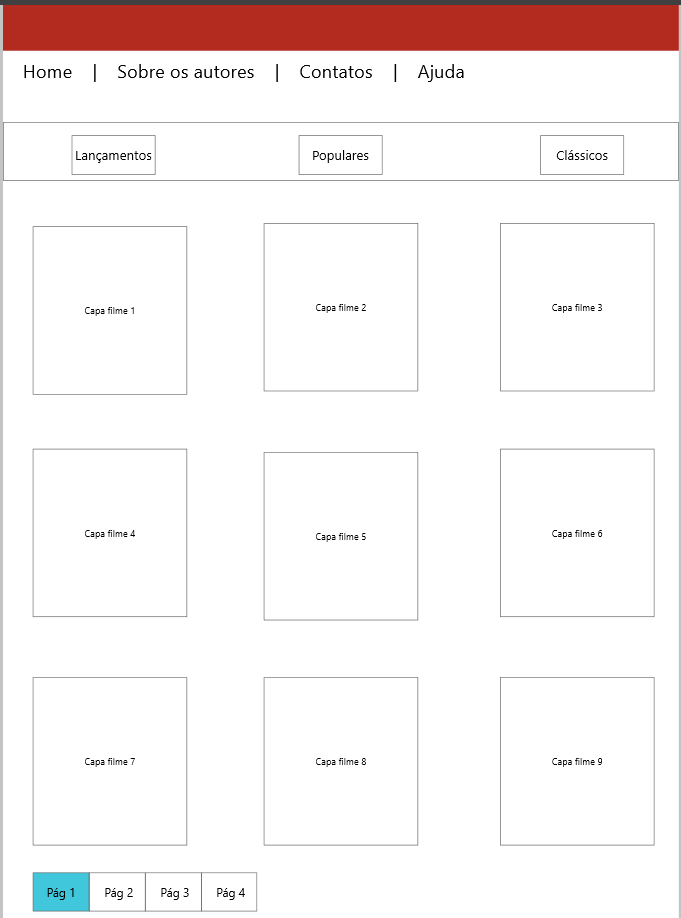 Home | Sobre os autores | Contatos | Ajuda
Lançamentos Populares Clássicos
Capa filme 1 Capa filme 2 Capa filme 3
Capa filme 4 Capa filme 5 Capa filme 6
Capa filme 7 Capa filme 8 Capa filme 9
Pág 1 Pág 2 Pág 3 Pág 4